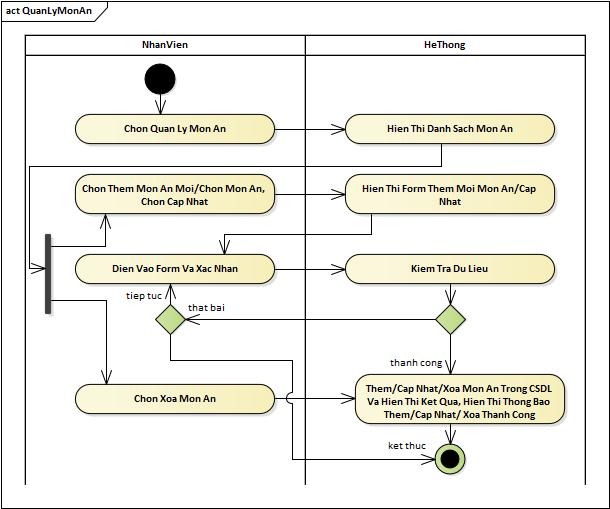 act QuanLyMonAn
NhanVien
HeThong
Chon Quan Ly Mon An
Hien Thi Danh Sach Mon An
Chon Them Mon An Moi/Chon Mon An,
Chon Cap Nhat
Hien Thi Form Them Moi Mon An/Cap
Nhat
Dien Vao Form Va Xac Nhan
Kiem Tra Du Lieu
tiep tuc
that bai
thanh cong
Chon Xoa Mon An
Them/Cap Nhat/Xoa Mon An Trong CSDL
Va Hien Thi Ket Qua, Hien Thi Thong Bao
Them/Cap Nhat/ Xoa Thanh Cong
ket thuc